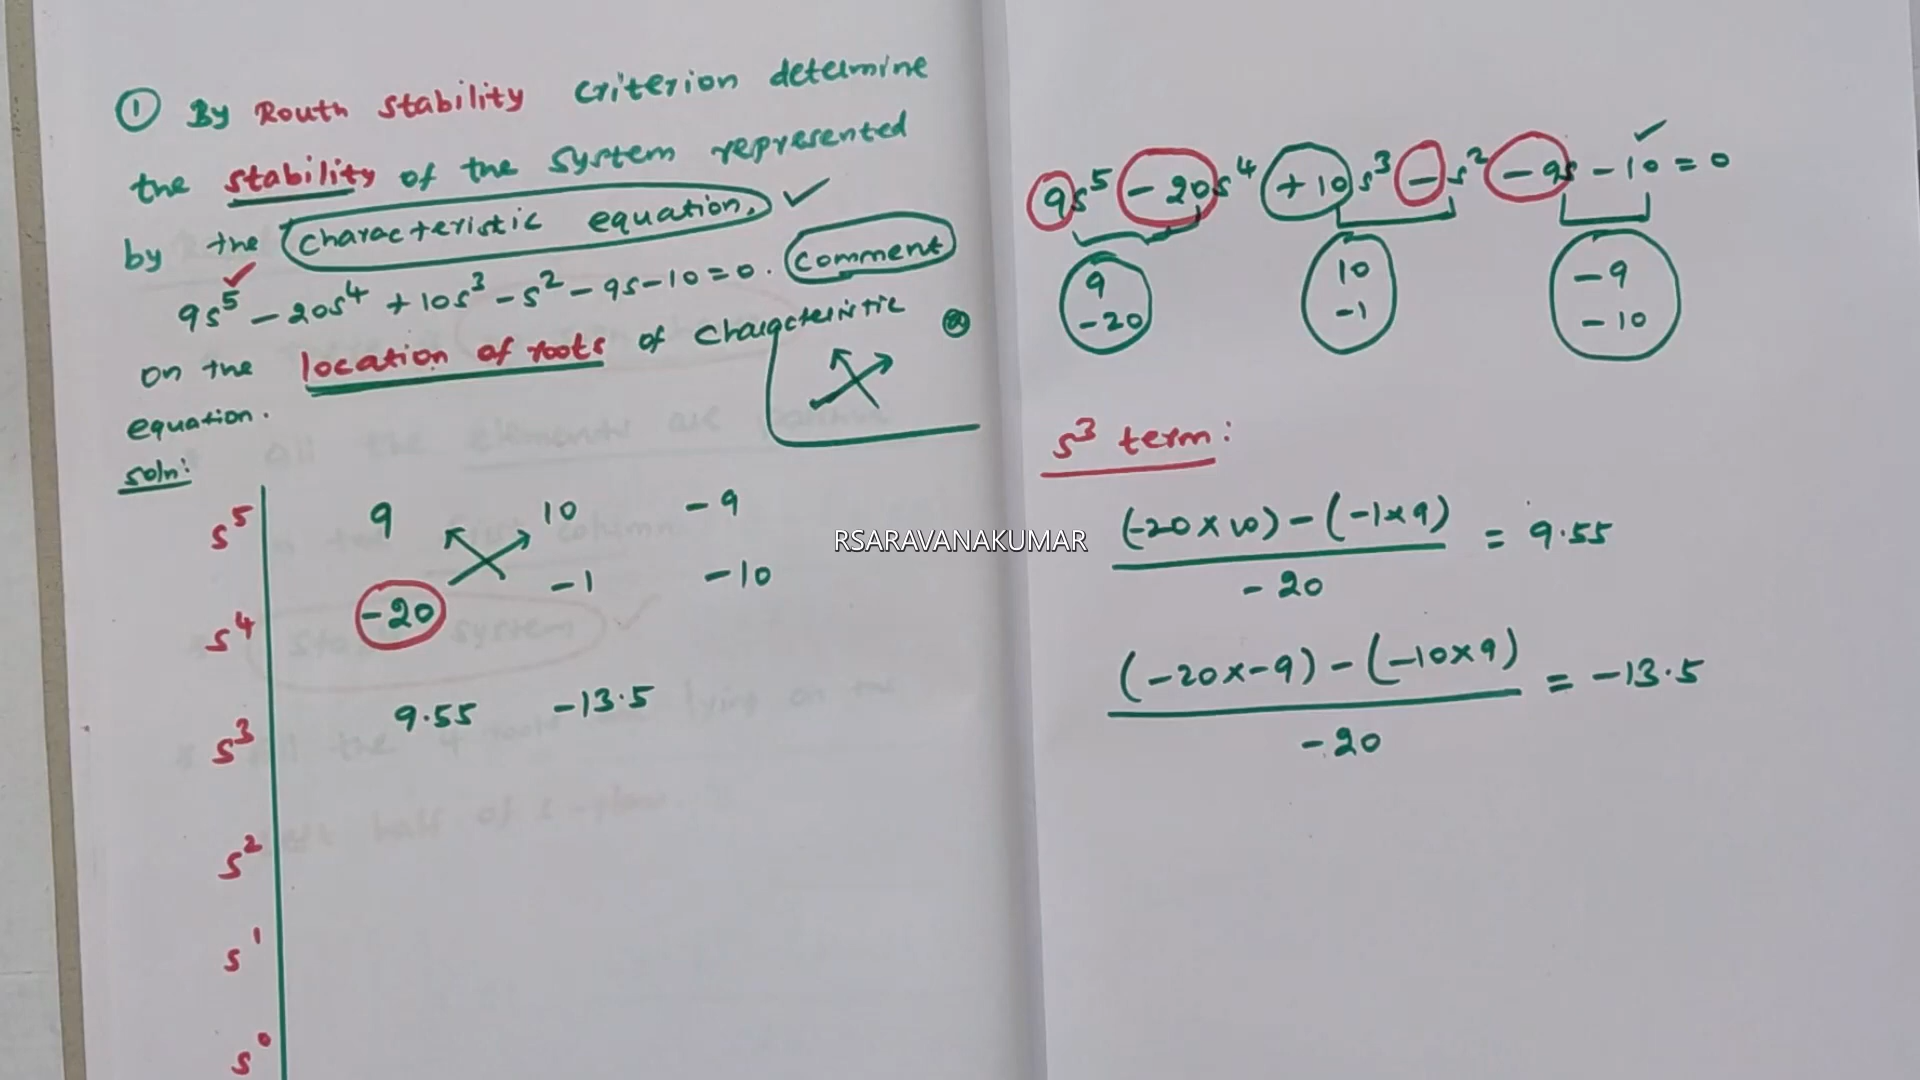 ① By Routh stability criterion determine
the stability of the system represented
by the characteristic equation, ✓
9s⁵ - 20s⁴ + 10s³ - s² - 9s - 10 = 0. comment
on the location of roots of characteristic
equation.
soln:
s⁵ 9 10 -9
s⁴ -20 -1 -10
s³ 9.55 -13.5
s²
s¹
s⁰
9s⁵ - 20s⁴ + 10s³ - s² - 9s - 10 = 0
9 10 -9
-20 -1 -10
s³ term:
(-20 x 10) - (-1 x 9)
= 9.55
-20
(-20 x -9) - (-10 x 9)
= -13.5
-20
RSARAVANAKUMAR